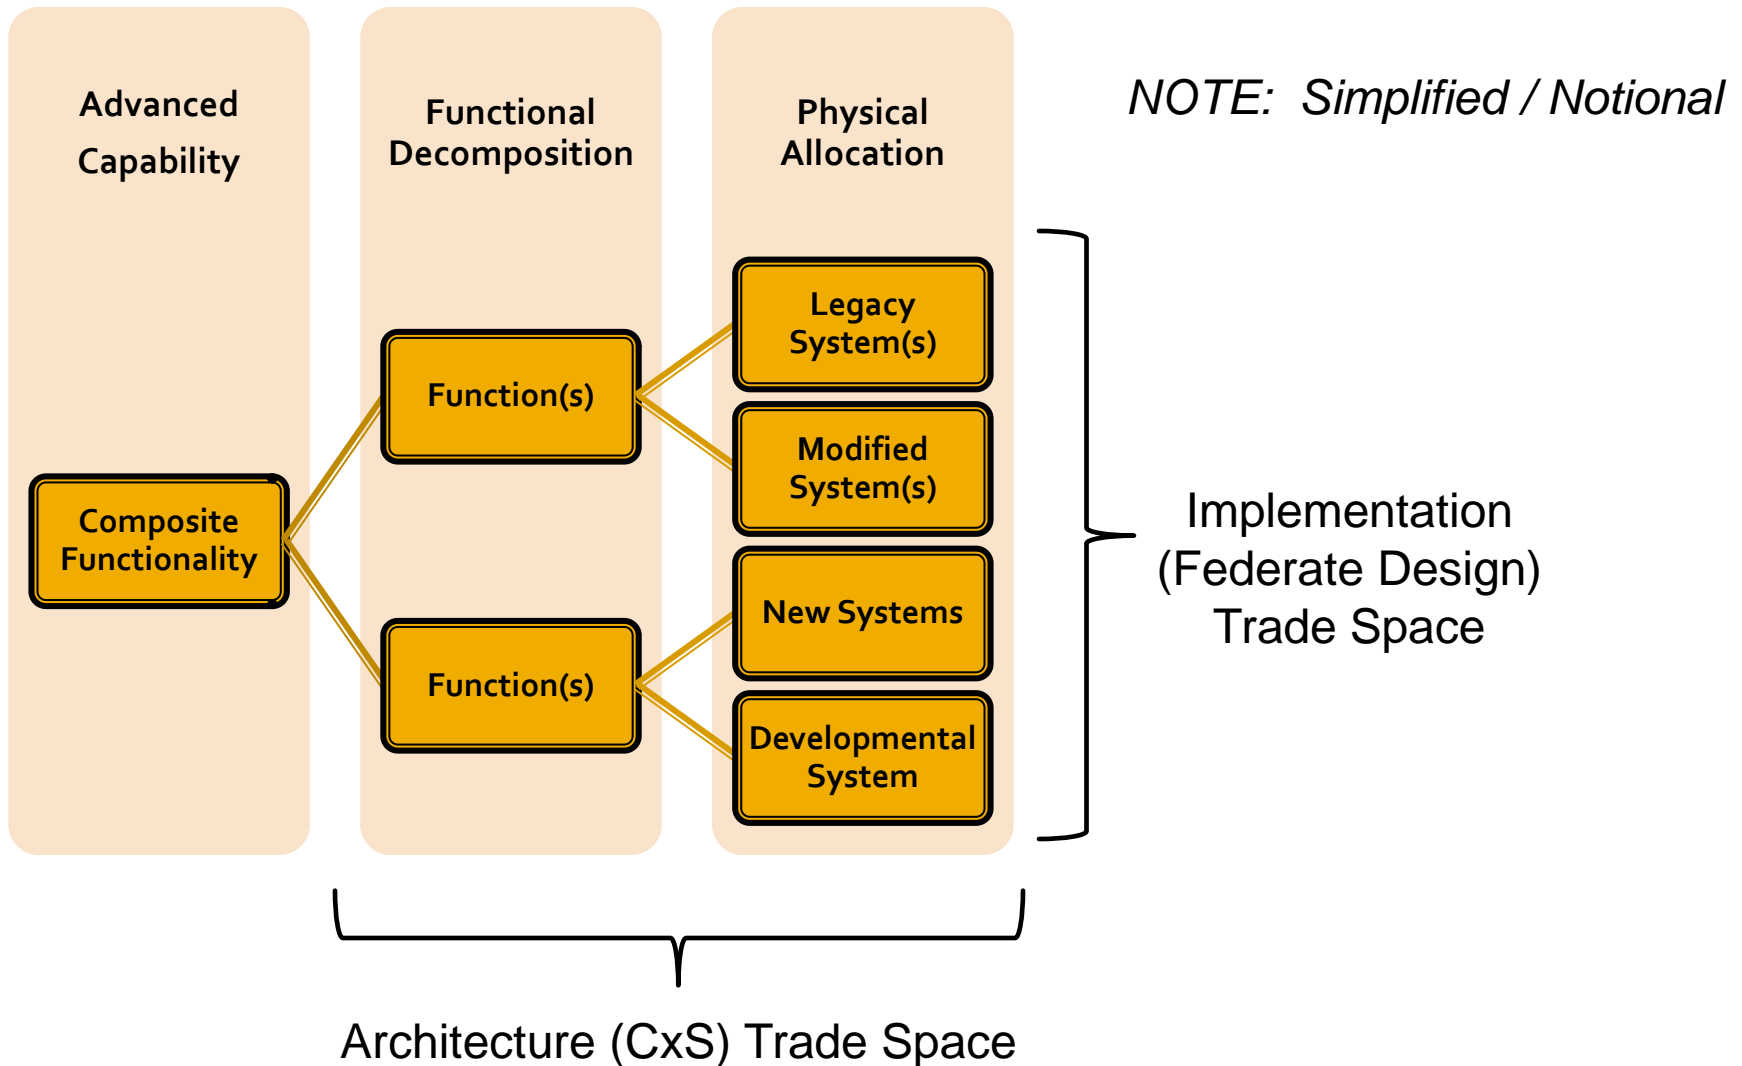 Advanced
Capability
Functional
Decomposition
Physical
Allocation
NOTE:  Simplified / Notional
Composite
Functionality
Function(s)
Function(s)
Legacy
System(s)
Modified
System(s)
New Systems
Developmental
System
Implementation
(Federate Design)
Trade Space
Architecture (CxS) Trade Space